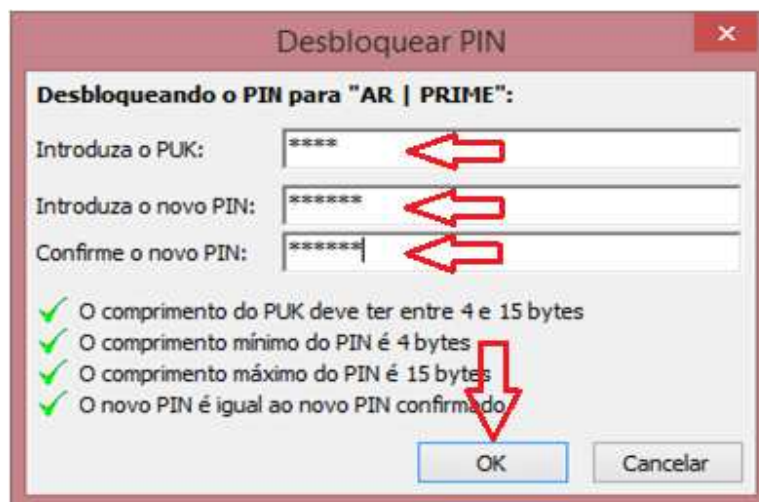 Desbloquear PIN
x
Desbloqueando o PIN para "AR | PRIME":
Introduza o PUK: ****
Introduza o novo PIN: ******
Confirme o novo PIN: ******
O comprimento do PUK deve ter entre 4 e 15 bytes
O comprimento mínimo do PIN é 4 bytes
O comprimento máximo do PIN é 15 bytes
O novo PIN é igual ao novo PIN confirmado
OK Cancelar